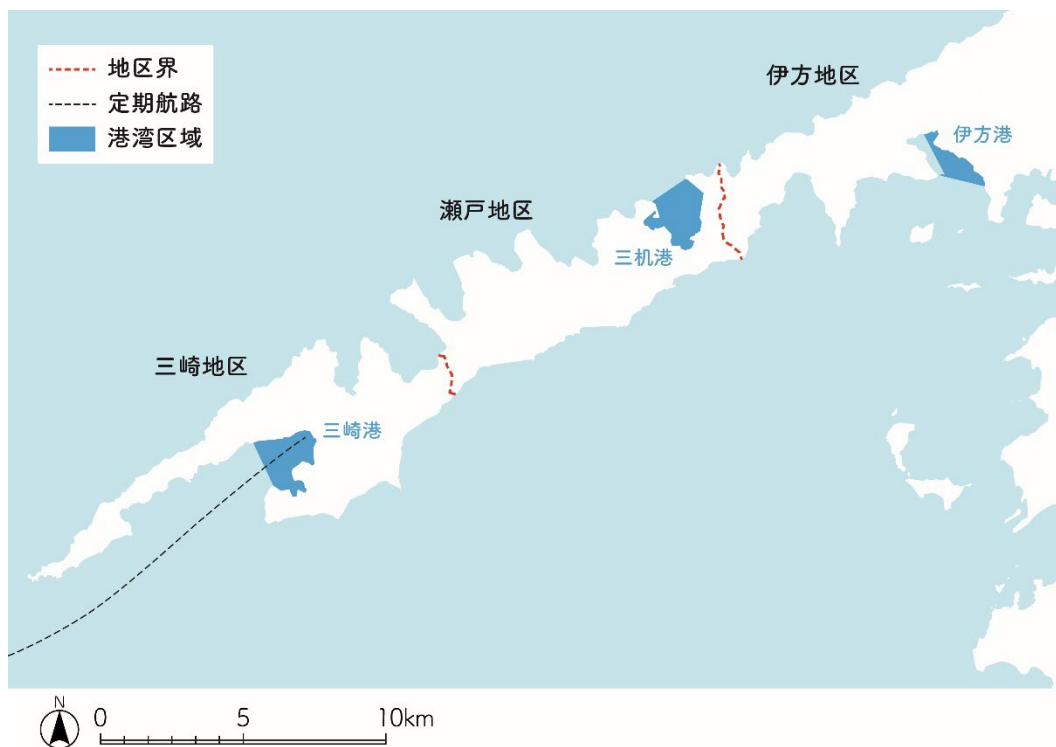 地区界
定期航路
港湾区域
伊方地区
伊方港
瀬戸地区
三机港
三崎地区
三崎港
N
0 5 10km